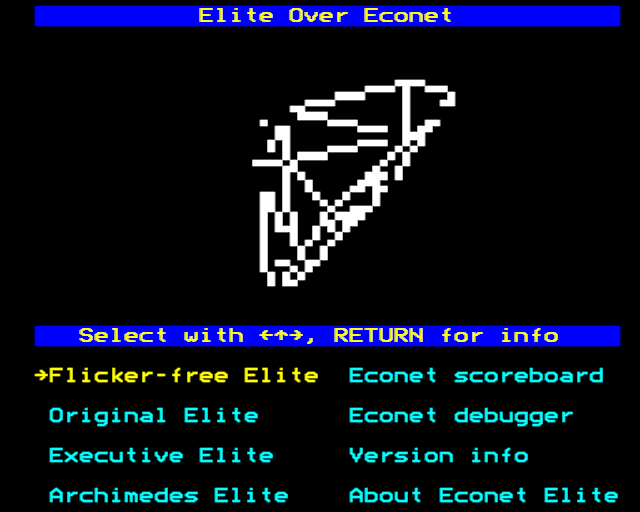 Elite Over Econet
Select with ←↑→, RETURN for info
→Flicker-free Elite  Econet scoreboard
Original Elite  Econet debugger
Executive Elite  Version info
Archimedes Elite  About Econet Elite